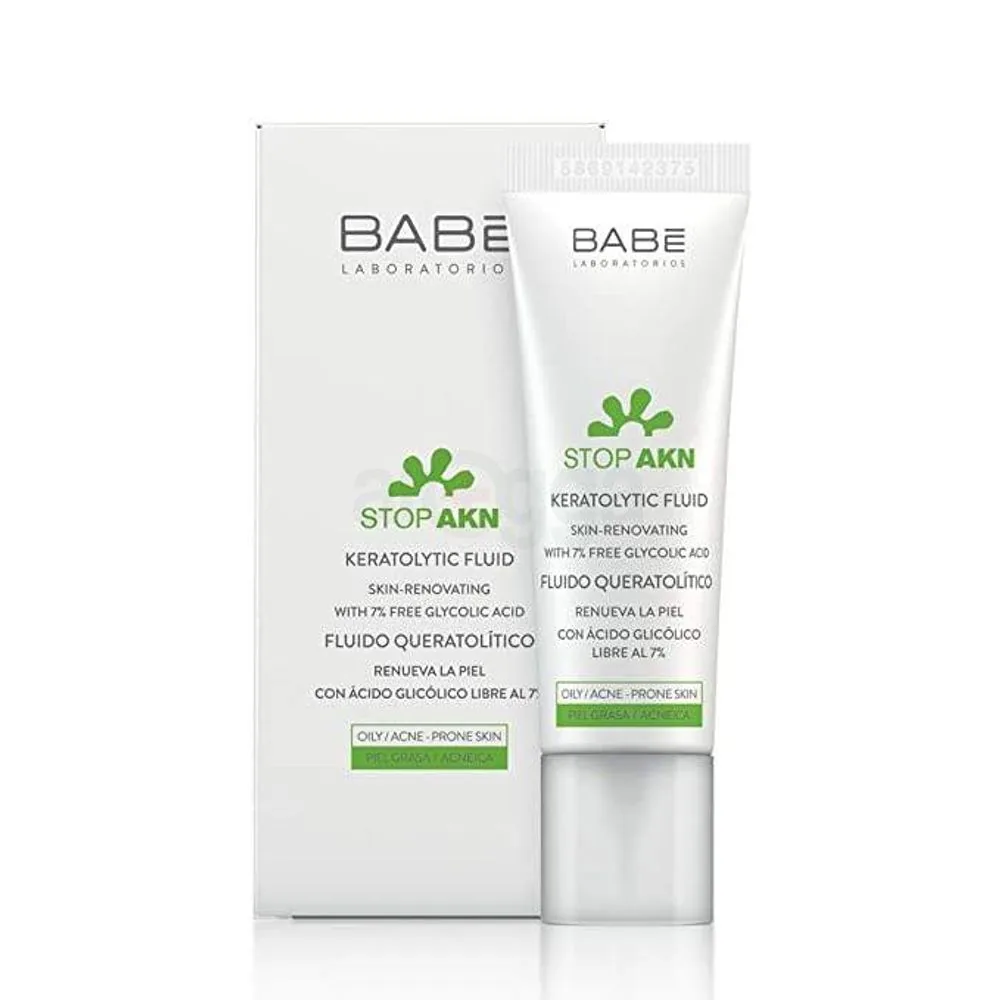 BABĒ
LABORATORIO
STOP AKN
KERATOLYTIC FLUID
SKIN-RENOVATING
WITH 7% FREE GLYCOLIC ACID
FLUIDO QUERATOLÍTICO
RENUEVA LA PIEL
CON ÁCIDO GLICÓLICO LIBRE AL 7%
OILY / ACNE - PRONE SKIN
PIEL GRASA / ACNEICA
8869142375
BABĒ
LABORATORIOS
STOP AKN
KERATOLYTIC FLUID
SKIN-RENOVATING
WITH 7% FREE GLYCOLIC ACID
FLUIDO QUERATOLÍTICO
RENUEVA LA PIEL
CON ÁCIDO GLICÓLICO
LIBRE AL 7%
OILY / ACNE - PRONE SKIN
PIEL GRASA / ACNEICA